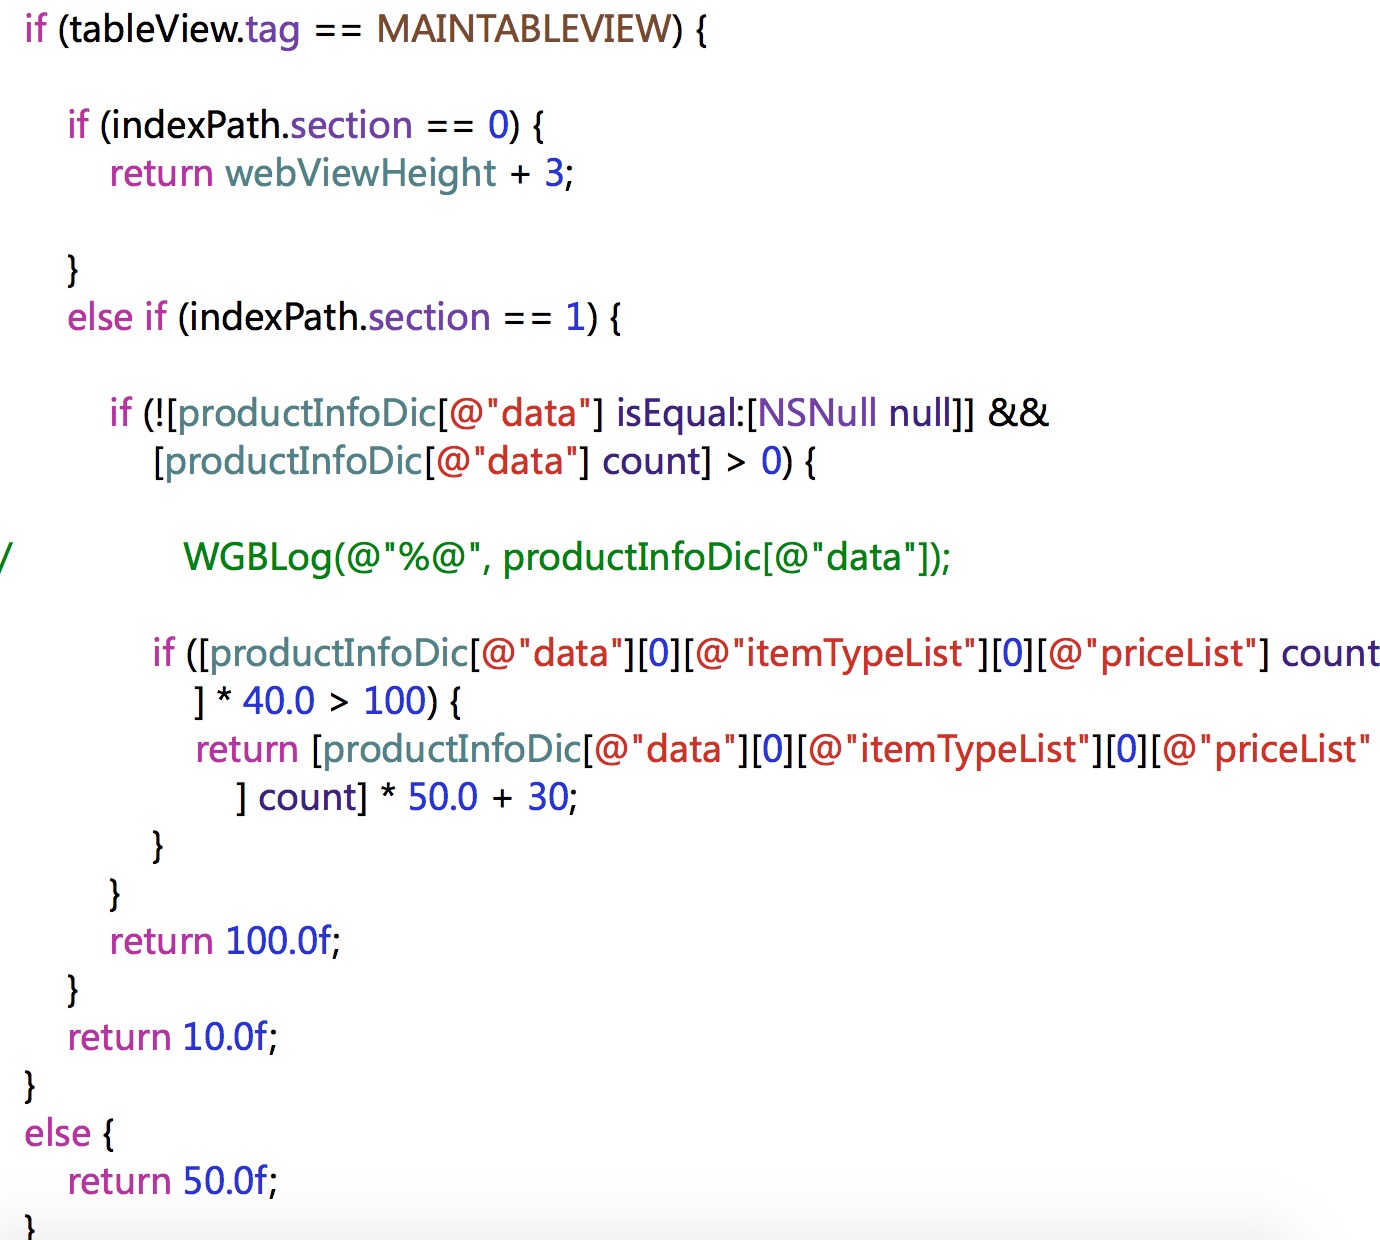 if (tableView.tag == MAINTABLEVIEW) {
if (indexPath.section == 0) {
return webViewHeight + 3;
}
else if (indexPath.section == 1) {
if (![productInfoDic[@"data"] isEqual:[NSNull null]] &&
[productInfoDic[@"data"] count] > 0) {
/ WGBLog(@"%@", productInfoDic[@"data"]);
if ([productInfoDic[@"data"][0][@"itemTypeList"][0][@"priceList"] count
] * 40.0 > 100) {
return [productInfoDic[@"data"][0][@"itemTypeList"][0][@"priceList"
] count] * 50.0 + 30;
}
}
return 100.0f;
}
return 10.0f;
}
else {
return 50.0f;
}